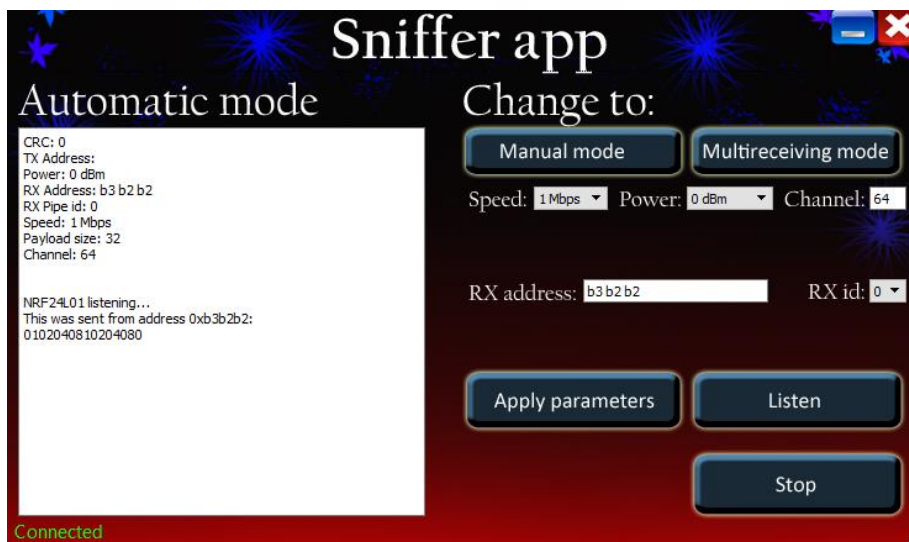 Sniffer app
Automatic mode
CRC: 0
TX Address:
Power: 0 dBm
RX Address: b3 b2 b2
RX Pipe id: 0
Speed: 1 Mbps
Payload size: 32
Channel: 64
NRF24L01 listening...
This was sent from address 0xb3b2b2:
0102040810204080
Connected
Change to:
Manual mode
Multireceiving mode
Speed: 1 Mbps Power: 0 dBm Channel: 64
RX address: b3 b2 b2 RX id: 0
Apply parameters
Listen
Stop